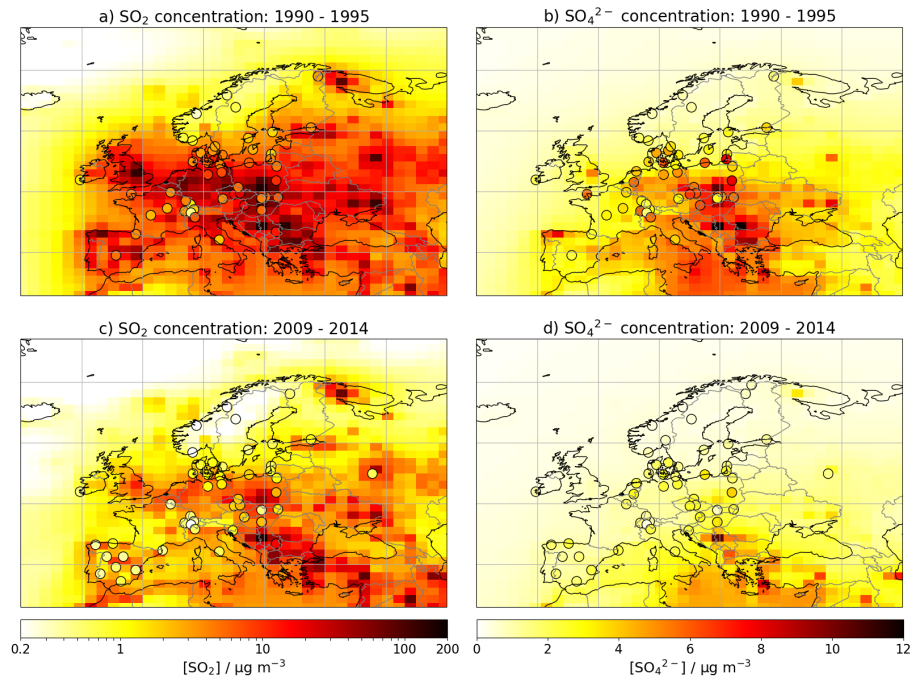 a) SO₂ concentration: 1990 - 1995
b) SO₄²⁻ concentration: 1990 - 1995
c) SO₂ concentration: 2009 - 2014
d) SO₄²⁻ concentration: 2009 - 2014
0.2 1 10 100 200
[SO₂] / µg m⁻³
0 2 4 6 8 10 12
[SO₄²⁻] / µg m⁻³